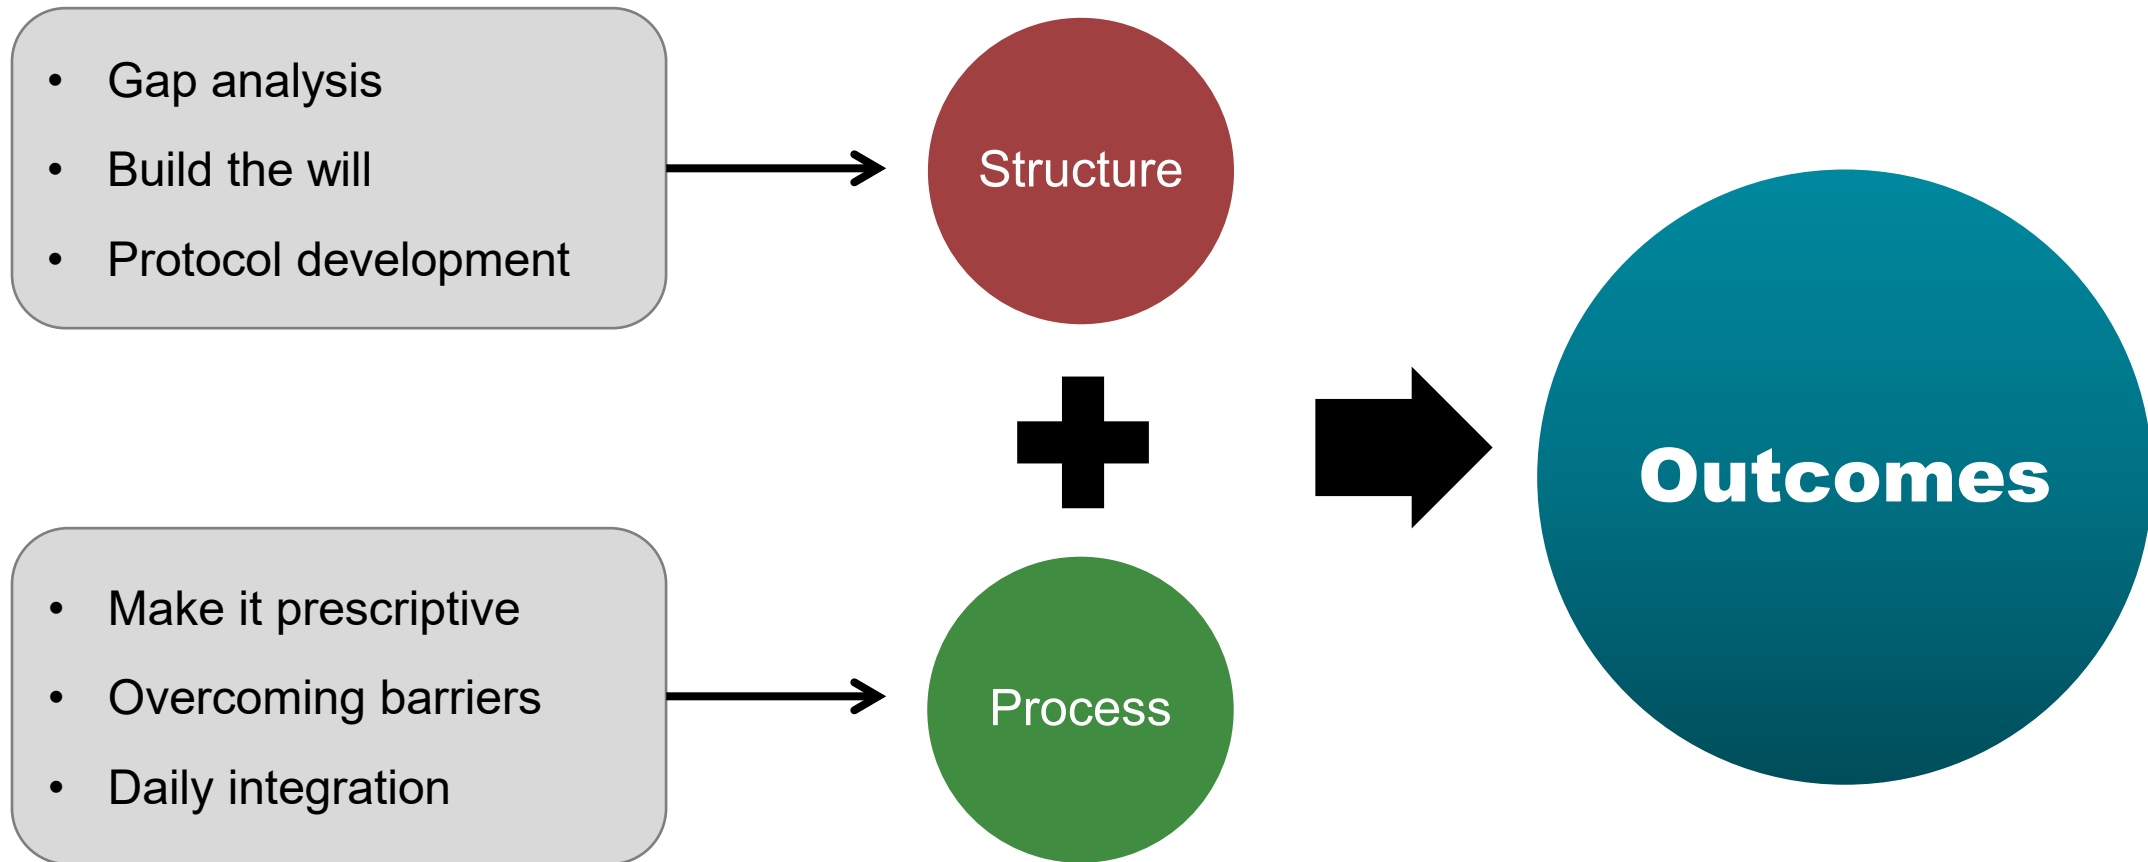 • Gap analysis
• Build the will
• Protocol development
Structure
• Make it prescriptive
• Overcoming barriers
• Daily integration
Process
Outcomes